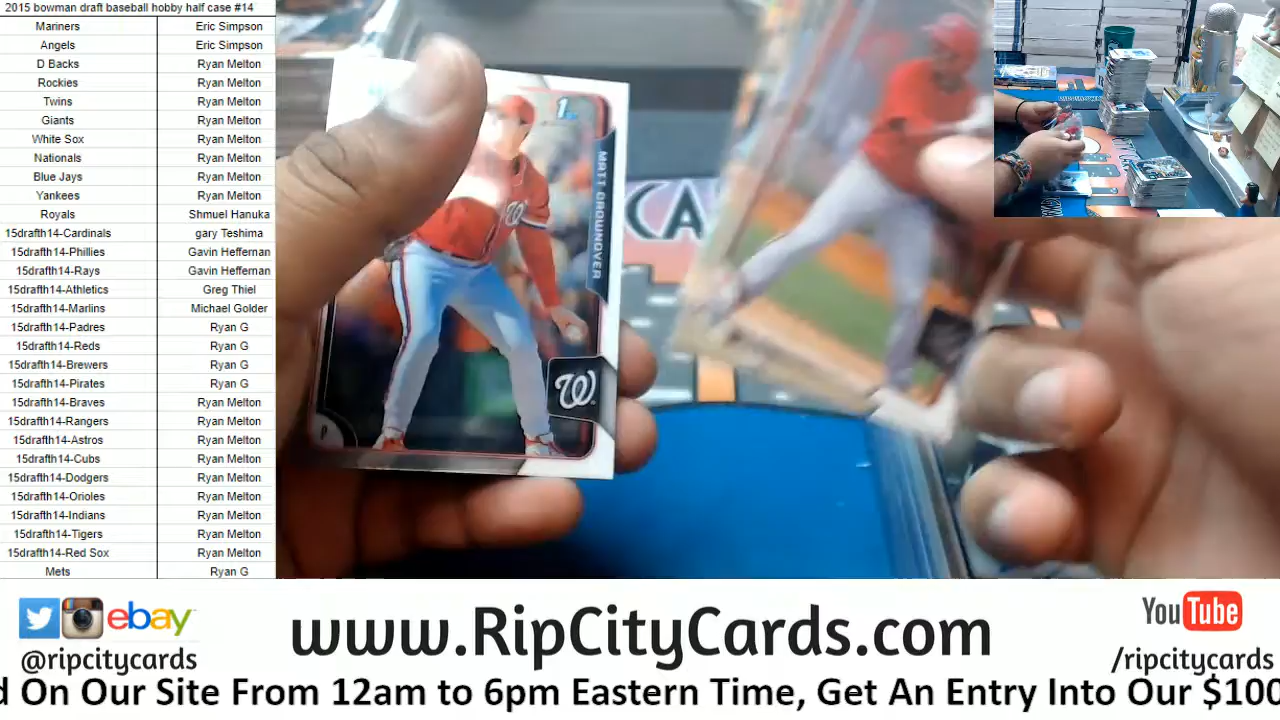 2015 bowman draft baseball hobby half case #14
Mariners Eric Simpson
Angels Eric Simpson
D Backs Ryan Melton
Rockies Ryan Melton
Twins Ryan Melton
Giants Ryan Melton
White Sox Ryan Melton
Nationals Ryan Melton
Blue Jays Ryan Melton
Yankees Ryan Melton
Royals Shmuel Hanuka
15drafth14-Cardinals gary Teshima
15drafth14-Phillies Gavin Heffernan
15drafth14-Rays Gavin Heffernan
15drafth14-Athletics Greg Thiel
15drafth14-Marlins Michael Golder
15drafth14-Padres Ryan G
15drafth14-Reds Ryan G
15drafth14-Brewers Ryan G
15drafth14-Pirates Ryan G
15drafth14-Braves Ryan Melton
15drafth14-Rangers Ryan Melton
15drafth14-Astros Ryan Melton
15drafth14-Cubs Ryan Melton
15drafth14-Dodgers Ryan Melton
15drafth14-Orioles Ryan Melton
15drafth14-Indians Ryan Melton
15drafth14-Tigers Ryan Melton
15drafth14-Red Sox Ryan Melton
Mets Ryan G
1st
MATT CROWNOVER
W
W
P
CA
ebay
@ripcitycards
www.RipCityCards.com
YouTube
/ripcitycards
d On Our Site From 12am to 6pm Eastern Time, Get An Entry Into Our $100